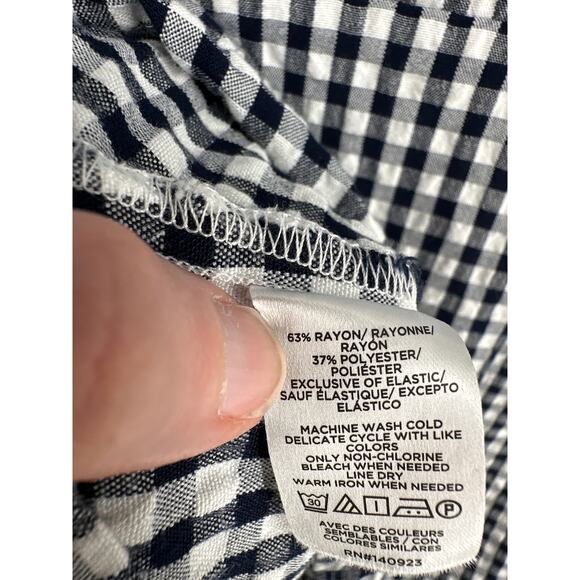 63% RAYON/ RAYONNE/
RAYÓN
37% POLYESTER/
POLIÉSTER
EXCLUSIVE OF ELASTIC/
SAUF ÉLASTIQUE/ EXCEPTO
ELÁSTICO
MACHINE WASH COLD
DELICATE CYCLE WITH LIKE
COLORS
ONLY NON-CHLORINE
BLEACH WHEN NEEDED
LINE DRY
WARM IRON WHEN NEEDED
30 P
AVEC DES COULEURS
SEMBLABLES / CON
COLORES SIMILARES
RN#140923